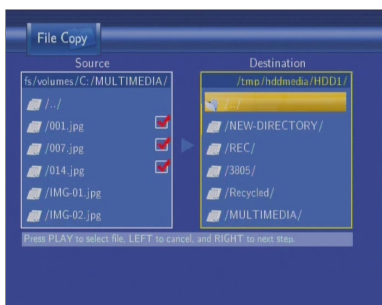 File Copy
Source
Destination
fs/volumes/C:/MULTIMEDIA/
/../
/001.jpg
/007.jpg
/014.jpg
/IMG-01.jpg
/IMG-02.jpg
/tmp/hddmedia/HDD1/
/../
/NEW-DIRECTORY/
/REC/
/3805/
/Recycled/
/MULTIMEDIA/
Press PLAY to select file, LEFT to cancel, and RIGHT to next step.